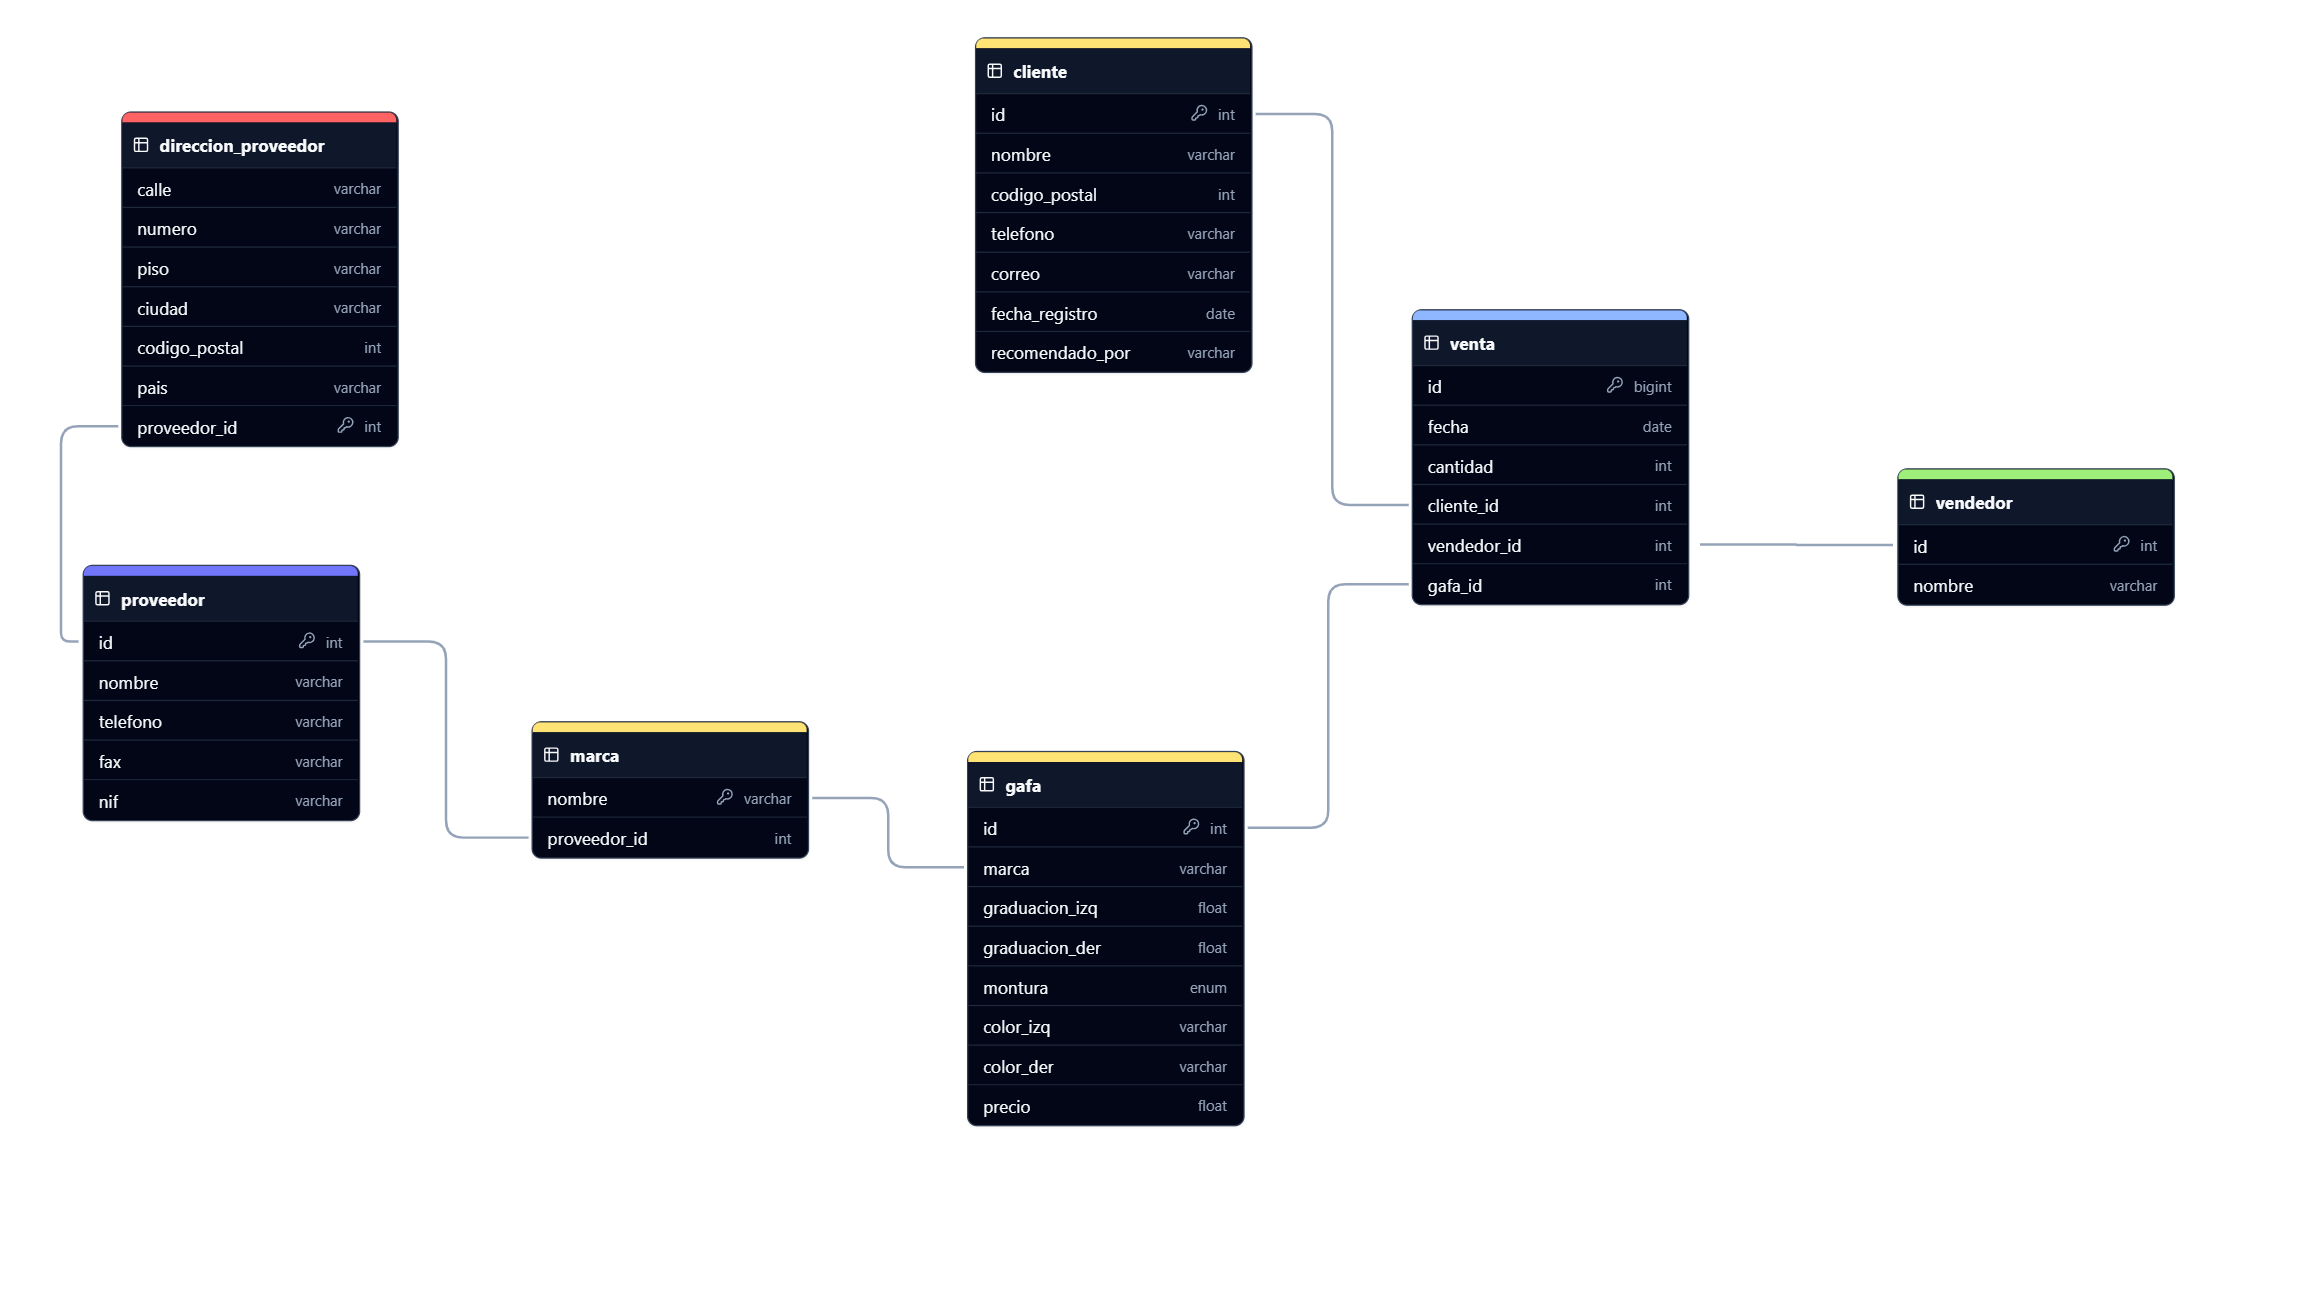 direccion_proveedor
calle varchar
numero varchar
piso varchar
ciudad varchar
codigo_postal int
pais varchar
proveedor_id int
proveedor
id int
nombre varchar
telefono varchar
fax varchar
nif varchar
marca
nombre varchar
proveedor_id int
cliente
id int
nombre varchar
codigo_postal int
telefono varchar
correo varchar
fecha_registro date
recomendado_por varchar
gafa
id int
marca varchar
graduacion_izq float
graduacion_der float
montura enum
color_izq varchar
color_der varchar
precio float
venta
id bigint
fecha date
cantidad int
cliente_id int
vendedor_id int
gafa_id int
vendedor
id int
nombre varchar